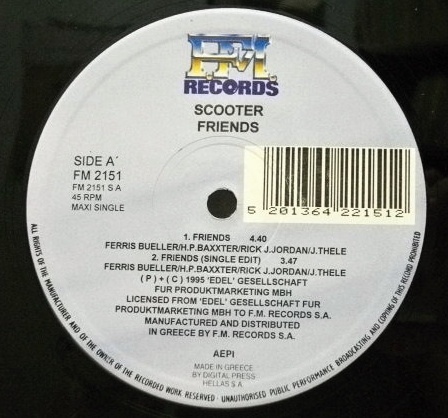 F.M.
RECORDS
SCOOTER
FRIENDS
SIDE A΄
FM 2151
FM 2151 S A
45 RPM
MAXI SINGLE
5 201364 221512
1. FRIENDS 4.40
FERRIS BUELLER/H.P.BAXXTER/RICK J.JORDAN/J.THELE
2. FRIENDS (SINGLE EDIT) 3.47
FERRIS BUELLER/H.P.BAXXTER/RICK J.JORDAN/J.THELE
( P ) + ( C ) 1995 'EDEL' GESELLSCHAFT
FUR PRODUKTMARKETING MBH
LICENSED FROM 'EDEL' GESELLSCHAFT FUR
PRODUKTMARKETING MBH TO F.M. RECORDS S.A.
MANUFACTURED AND DISTRIBUTED
IN GREECE BY F.M. RECORDS S.A.
AEPI
MADE IN GREECE
BY DIGITAL PRESS
HELLAS S.A.
ALL RIGHTS OF THE MANUFACTURER AND OF THE OWNER OF THE RECORDED WORK RESERVED - UNAUTHORISED PUBLIC PERFORMANCE BROADCASTING AND COPYING OF THIS RECORD PROHIBITED